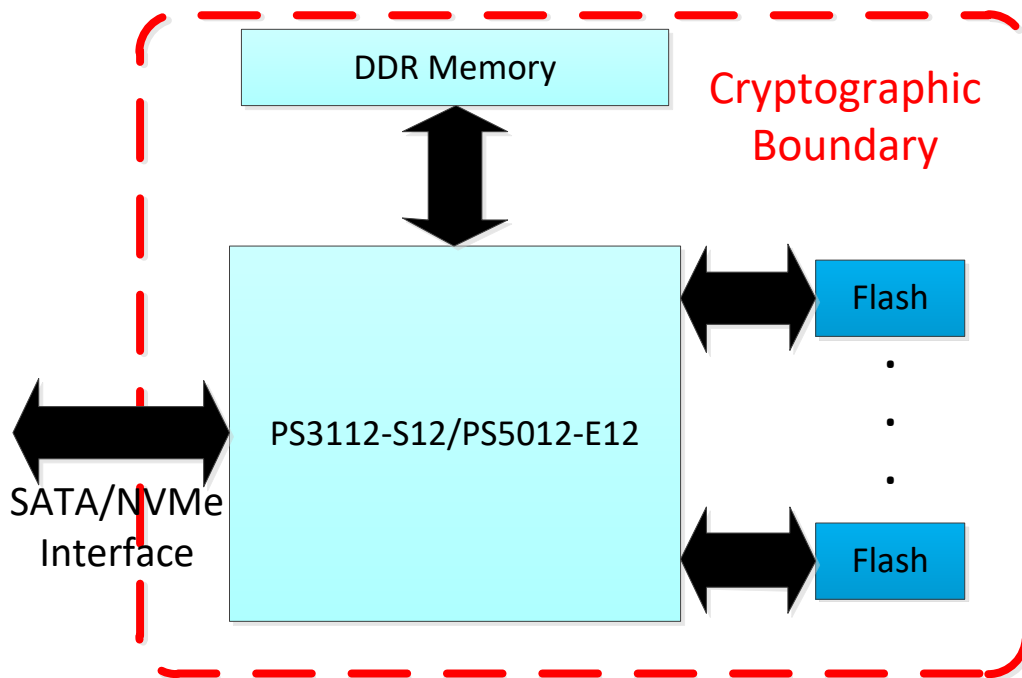 DDR Memory
Cryptographic
Boundary
Flash
PS3112-S12/PS5012-E12
SATA/NVMe
Interface
Flash